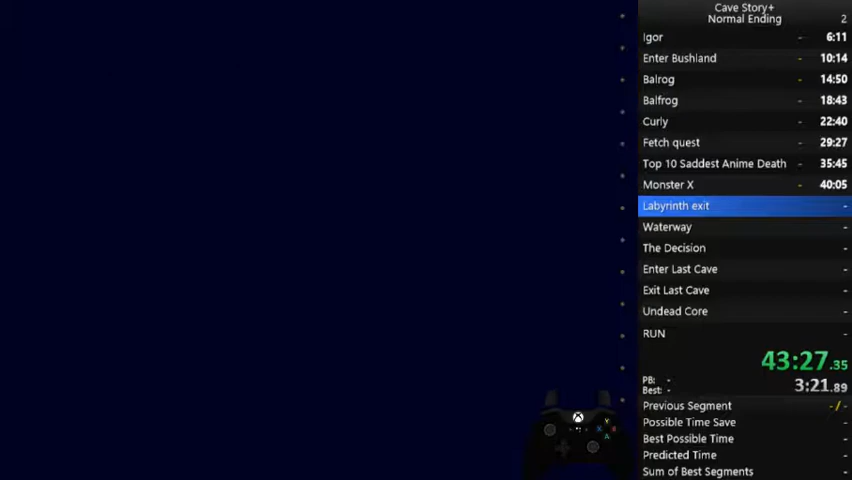 Cave Story+
Normal Ending 2
Igor - 6:11
Enter Bushland - 10:14
Balrog - 14:50
Balfrog - 18:43
Curly - 22:40
Fetch quest - 29:27
Top 10 Saddest Anime Death - 35:45
Monster X - 40:05
Labyrinth exit -
Waterway -
The Decision -
Enter Last Cave -
Exit Last Cave -
Undead Core -
RUN -
43:27.35
PB: -
Best: - 3:21.89
Previous Segment -/-
Possible Time Save -
Best Possible Time -
Predicted Time -
Sum of Best Segments -
Y
X B
A